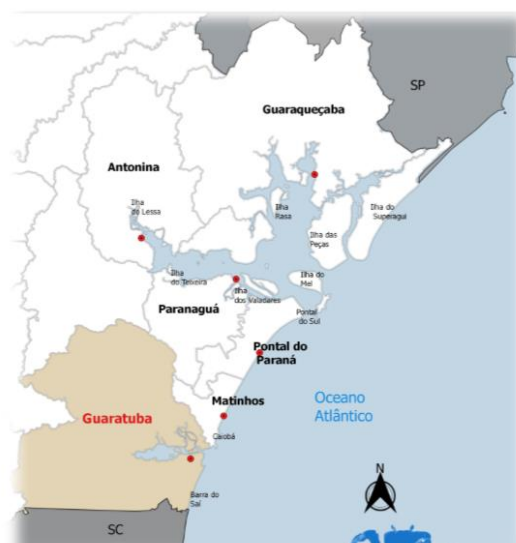 SP
Guaraqueçaba
Antonina
Ilha
do Lessa
Ilha
Rasa
Ilha do
Superagui
Ilha das
Peças
Ilha
do Teixeira
Ilha do
Mel
Ilha
dos Valadares
Paranaguá
Pontal
do Sul
Pontal do
Paraná
Matinhos
Oceano
Atlântico
Guaratuba
Caiobá
N
Barra do
Saí
SC